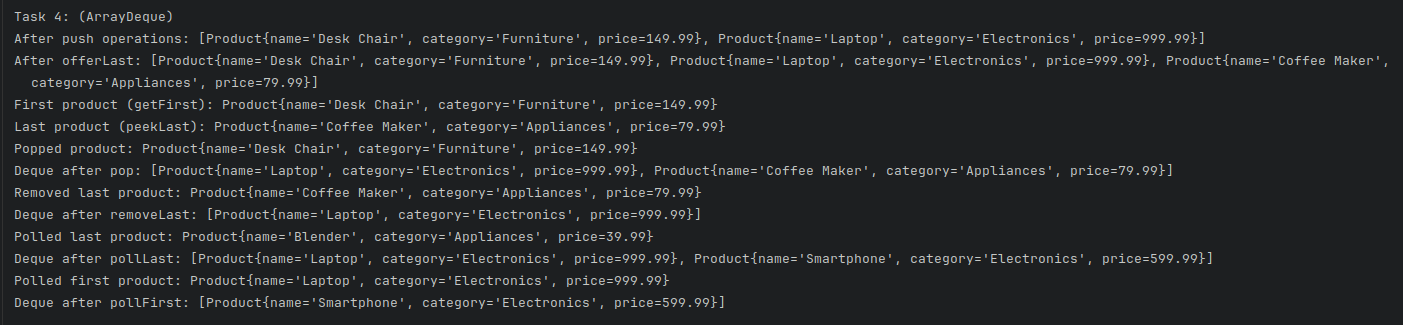 Task 4: (ArrayDeque)
After push operations: [Product{name='Desk Chair', category='Furniture', price=149.99}, Product{name='Laptop', category='Electronics', price=999.99}]
After offerLast: [Product{name='Desk Chair', category='Furniture', price=149.99}, Product{name='Laptop', category='Electronics', price=999.99}, Product{name='Coffee Maker',
category='Appliances', price=79.99}]
First product (getFirst): Product{name='Desk Chair', category='Furniture', price=149.99}
Last product (peekLast): Product{name='Coffee Maker', category='Appliances', price=79.99}
Popped product: Product{name='Desk Chair', category='Furniture', price=149.99}
Deque after pop: [Product{name='Laptop', category='Electronics', price=999.99}, Product{name='Coffee Maker', category='Appliances', price=79.99}]
Removed last product: Product{name='Coffee Maker', category='Appliances', price=79.99}
Deque after removeLast: [Product{name='Laptop', category='Electronics', price=999.99}]
Polled last product: Product{name='Blender', category='Appliances', price=39.99}
Deque after pollLast: [Product{name='Laptop', category='Electronics', price=999.99}, Product{name='Smartphone', category='Electronics', price=599.99}]
Polled first product: Product{name='Laptop', category='Electronics', price=999.99}
Deque after pollFirst: [Product{name='Smartphone', category='Electronics', price=599.99}]